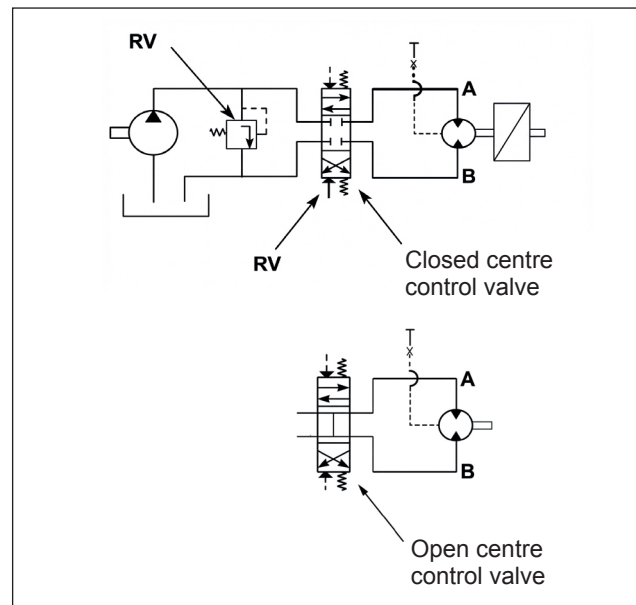 RV
T
A
B
RV
Closed centre
control valve
T
A
B
Open centre
control valve